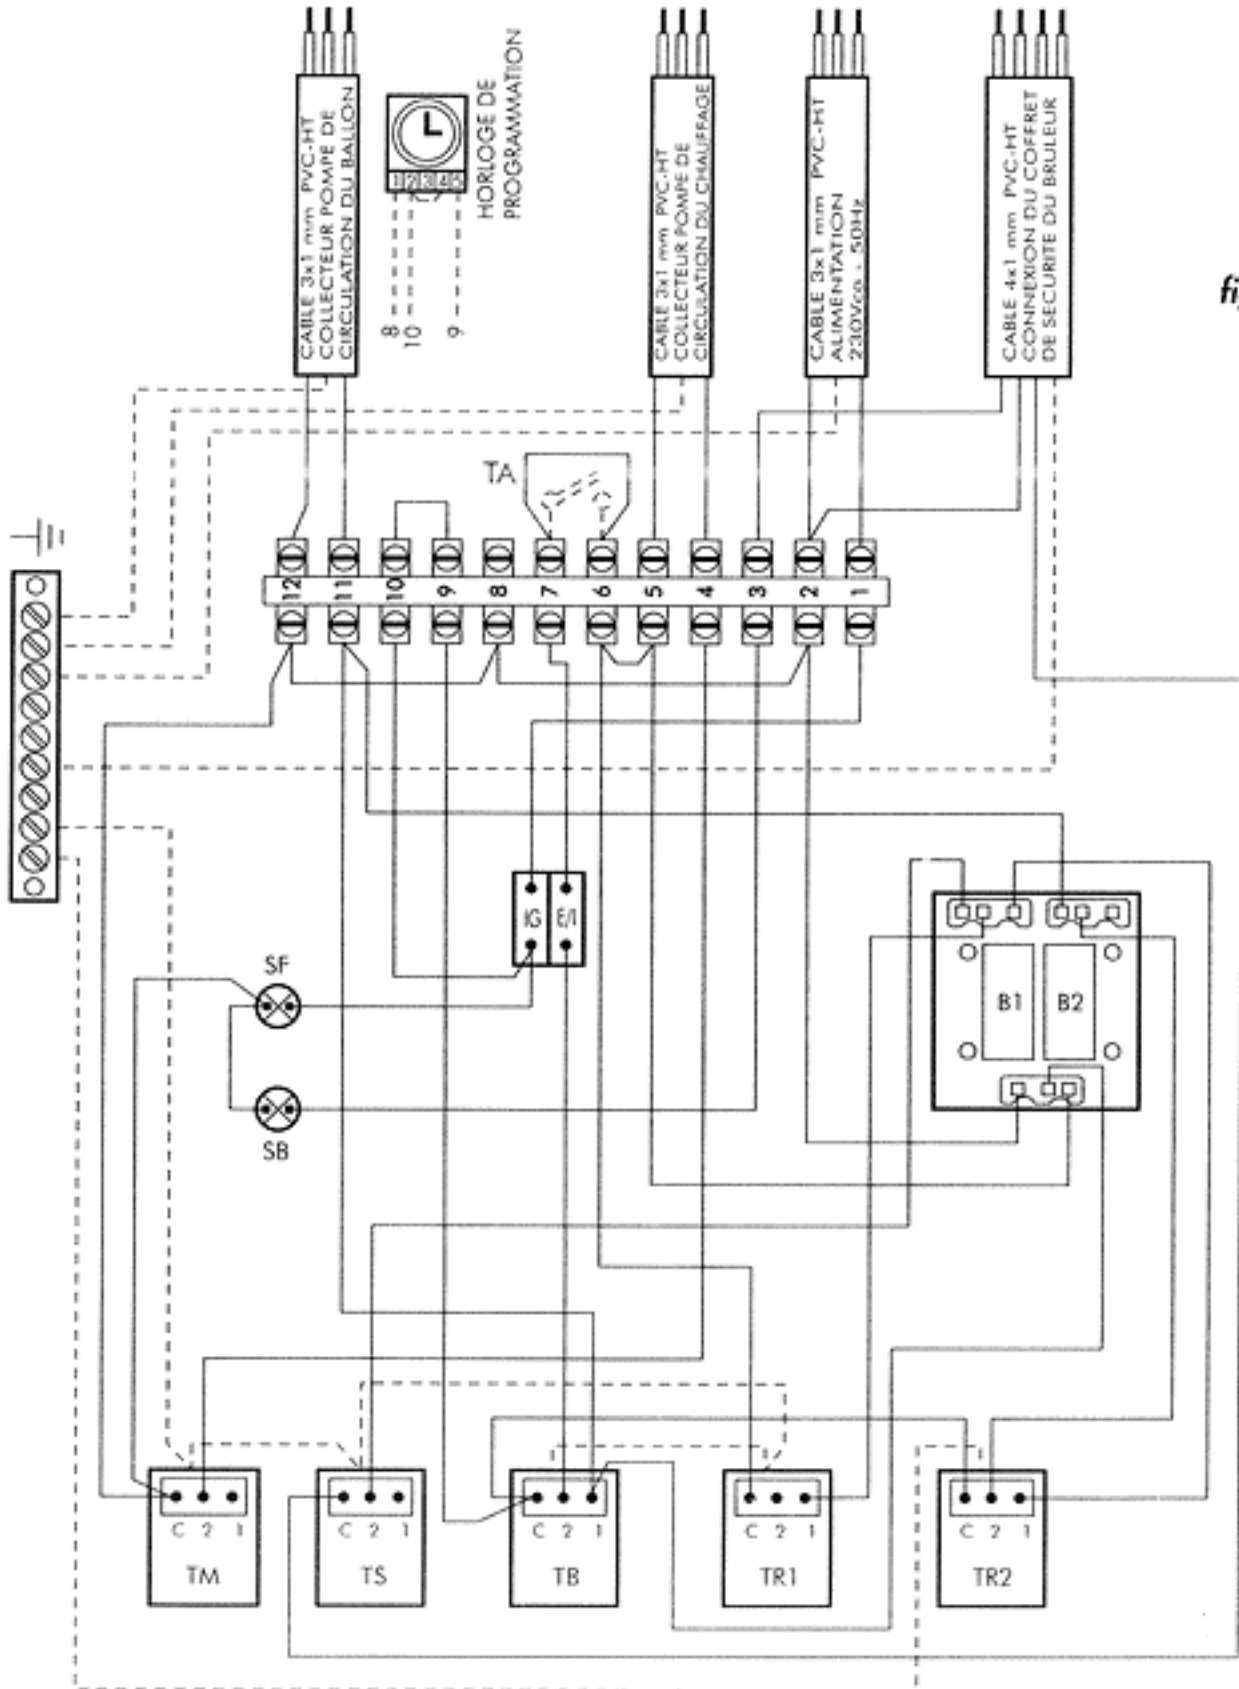 CABLE 3x1 mm PVC-HT
COLLECTEUR POMPE DE
CIRCULATION DU BALLON
1 2 3 4 5
HORLOGE DE
PROGRAMMATION
8
10
9
CABLE 3x1 mm PVC-HT
COLLECTEUR POMPE DE
CIRCULATION DU CHAUFFAGE
CABLE 3x1 mm PVC-HT
ALIMENTATION
230Vca - 50Hz
CABLE 4x1 mm PVC-HT
CONNEXION DU COFFRET
DE SECURITE DU BRULEUR
fi
TA
12 11 10 9 8 7 6 5 4 3 2 1
IG E/I
SF
SB
B1 B2
C 2 1
TM
C 2 1
TS
C 2 1
TB
C 2 1
TR1
C 2 1
TR2